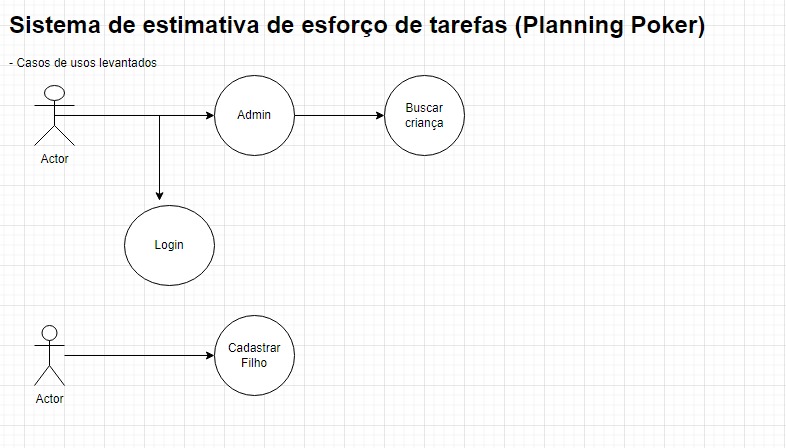 Sistema de estimativa de esforço de tarefas (Planning Poker)
- Casos de usos levantados
Actor
Admin
Buscar
criança
Login
Actor
Cadastrar
Filho